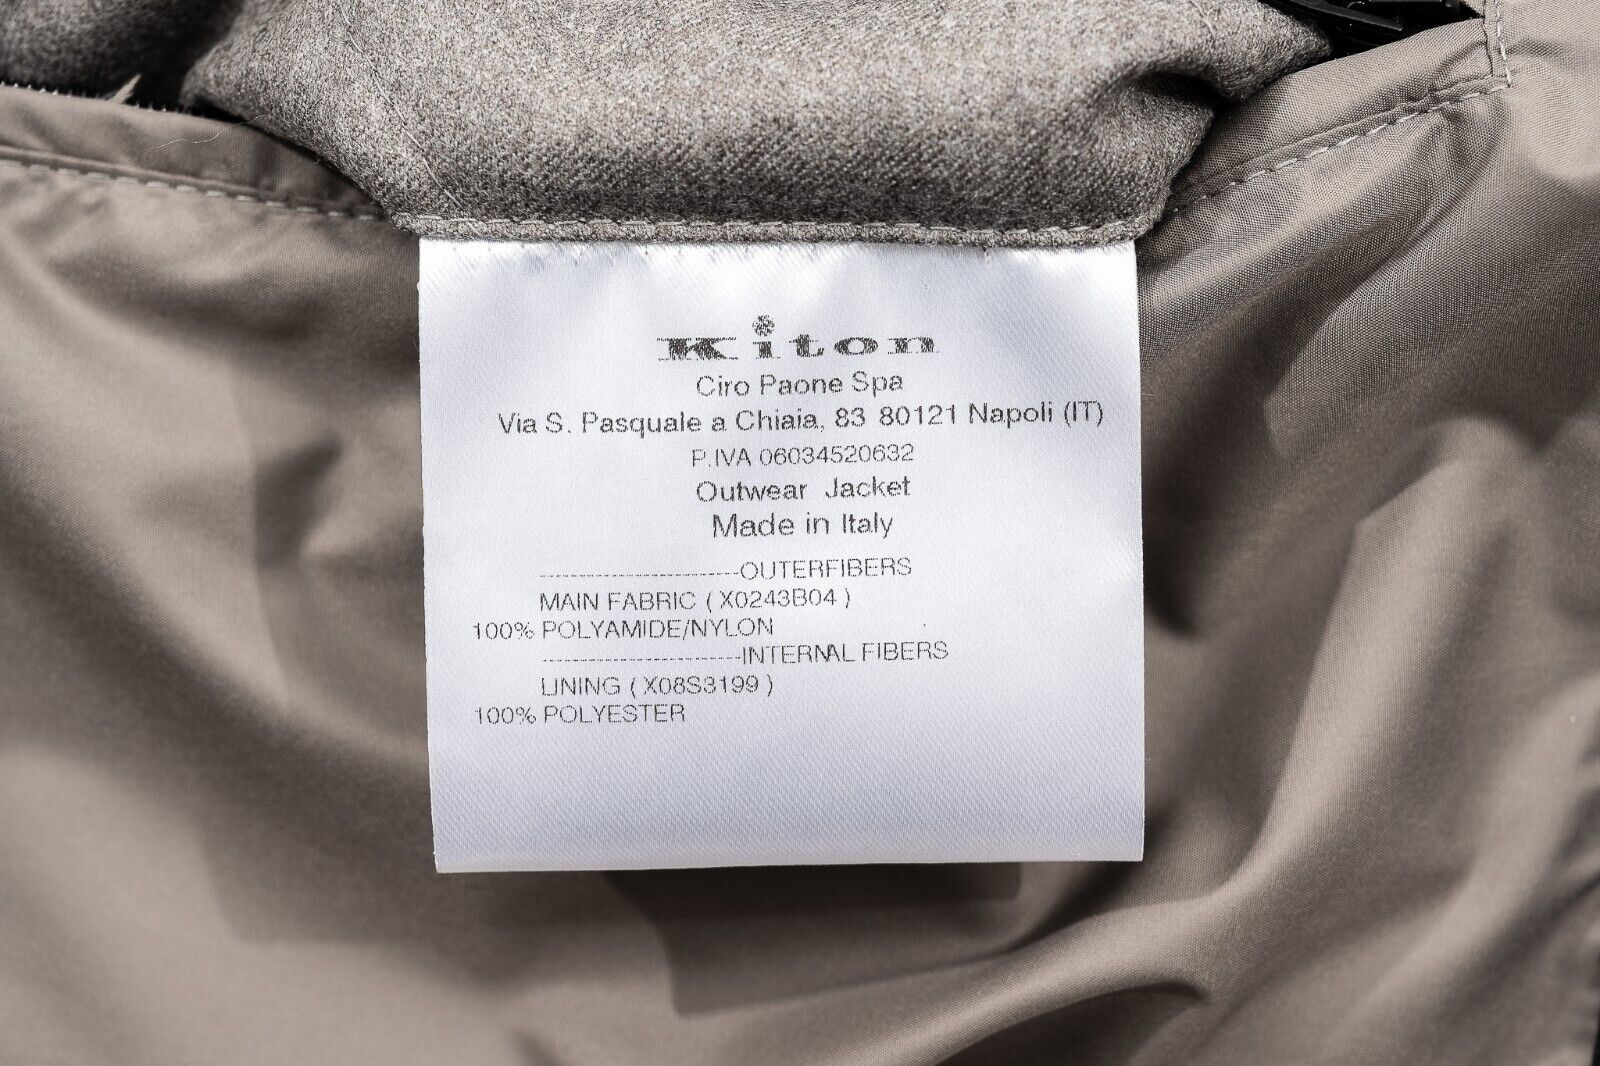 Kiton
Ciro Paone Spa
Via S. Pasquale a Chiaia, 83 80121 Napoli (IT)
P.IVA 06034520632
Outwear Jacket
Made in Italy
--------------------------OUTERFIBERS
MAIN FABRIC ( X0243B04 )
100% POLYAMIDE/NYLON
--------------------------INTERNAL FIBERS
LINING ( X08S3199 )
100% POLYESTER